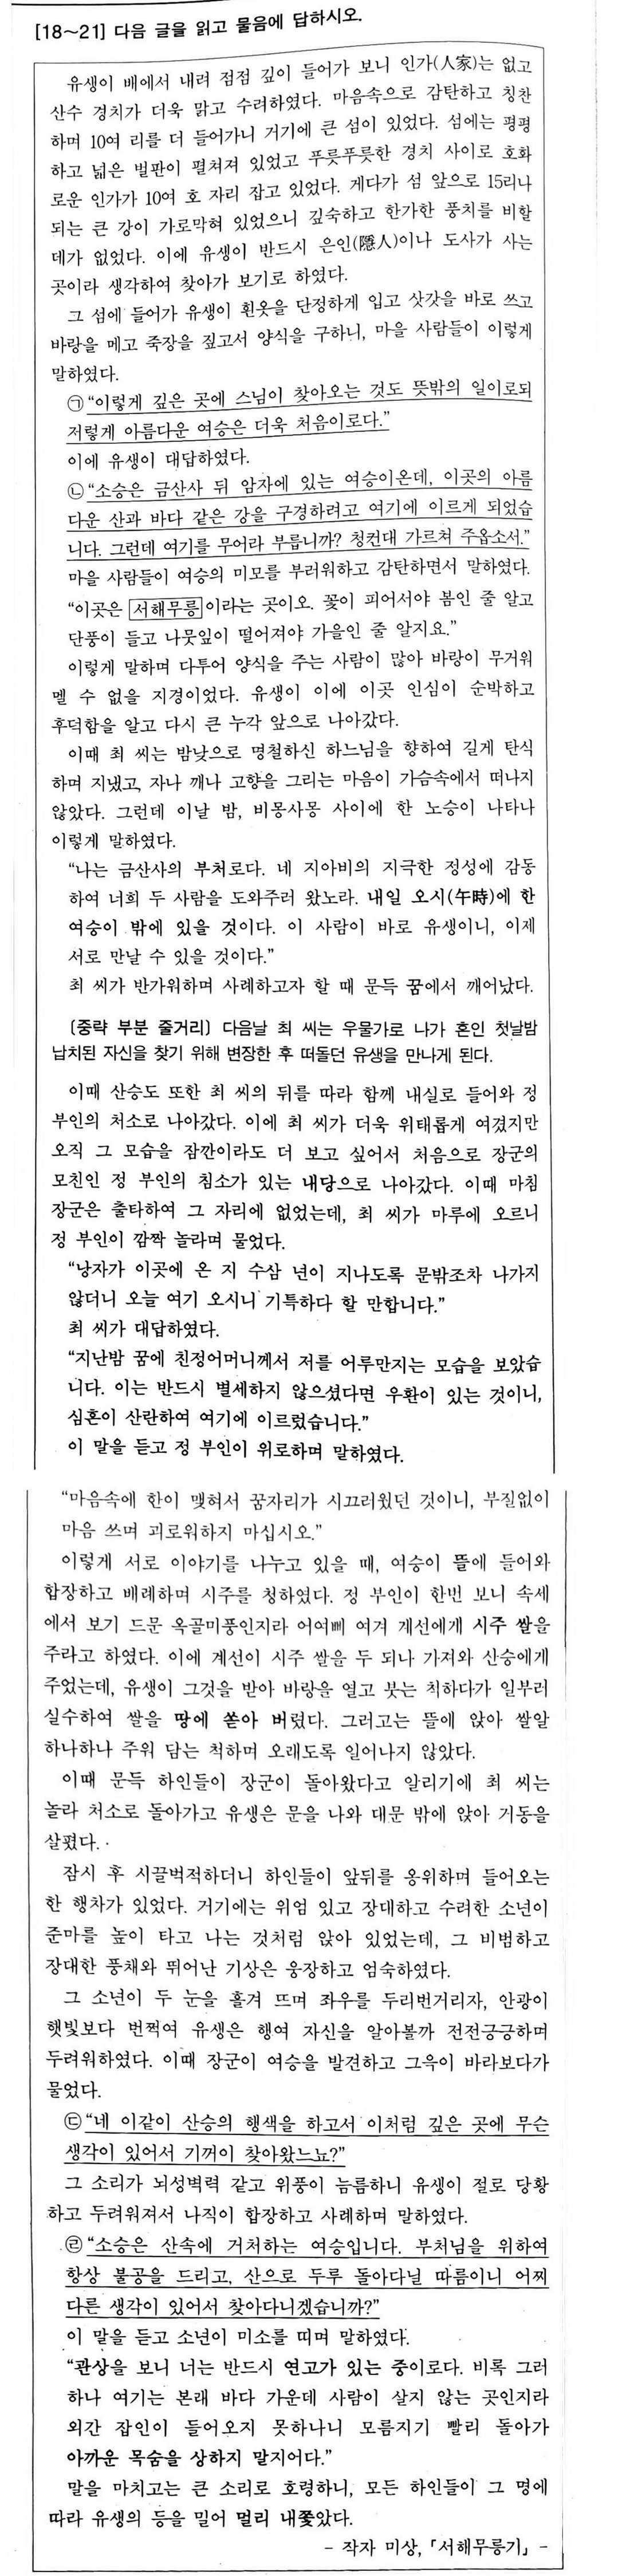 [18~21] 다음 글을 읽고 물음에 답하시오.
유생이 배에서 내려 점점 깊이 들어가 보니 인가(人家)는 없고
산수 경치가 더욱 맑고 수려하였다. 마음속으로 감탄하고 칭찬
하며 10여 리를 더 들어가니 거기에 큰 섬이 있었다. 섬에는 평평
하고 넓은 벌판이 펼쳐져 있었고 푸릇푸릇한 경치 사이로 호화
로운 인가가 10여 호 자리 잡고 있었다. 게다가 섬 앞으로 15리나
되는 큰 강이 가로막혀 있었으니 깊숙하고 한가한 풍치를 비할
데가 없었다. 이에 유생이 반드시 은인(隱人)이나 도사가 사는
곳이라 생각하여 찾아가 보기로 하였다.
그 섬에 들어가 유생이 흰옷을 단정하게 입고 삿갓을 바로 쓰고
바랑을 메고 죽장을 짚고서 양식을 구하니, 마을 사람들이 이렇게
말하였다.
㉠ “이렇게 깊은 곳에 스님이 찾아오는 것도 뜻밖의 일이로되
저렇게 아름다운 여승은 더욱 처음이로다.”
이에 유생이 대답하였다.
㉡ “소승은 금산사 뒤 암자에 있는 여승이온데, 이곳의 아름
다운 산과 바다 같은 강을 구경하려고 여기에 이르게 되었습
니다. 그런데 여기를 무어라 부릅니까? 청컨대 가르쳐 주옵소서.”
마을 사람들이 여승의 미모를 부러워하고 감탄하면서 말하였다.
“이곳은 서해무릉이라는 곳이오. 꽃이 피어서야 봄인 줄 알고
단풍이 들고 나뭇잎이 떨어져야 가을인 줄 알지요.”
이렇게 말하며 다투어 양식을 주는 사람이 많아 바랑이 무거워
멜 수 없을 지경이었다. 유생이 이에 이곳 인심이 순박하고
후덕함을 알고 다시 큰 누각 앞으로 나아갔다.
이때 최 씨는 밤낮으로 명철하신 하느님을 향하여 길게 탄식
하며 지냈고, 자나 깨나 고향을 그리는 마음이 가슴속에서 떠나지
않았다. 그런데 이날 밤, 비몽사몽 사이에 한 노승이 나타나
이렇게 말하였다.
“나는 금산사의 부처로다. 네 지아비의 지극한 정성에 감동
하여 너희 두 사람을 도와주러 왔노라. 내일 오시(午時)에 한
여승이 밖에 있을 것이다. 이 사람이 바로 유생이니, 이제
서로 만날 수 있을 것이다.”
최 씨가 반가워하며 사례하고자 할 때 문득 꿈에서 깨어났다.
[중략 부분 줄거리] 다음날 최 씨는 우물가로 나가 혼인 첫날밤
납치된 자신을 찾기 위해 변장한 후 떠돌던 유생을 만나게 된다.
이때 산승도 또한 최 씨의 뒤를 따라 함께 내실로 들어와 정
부인의 처소로 나아갔다. 이에 최 씨가 더욱 위태롭게 여겼지만
오직 그 모습을 잠깐이라도 더 보고 싶어서 처음으로 장군의
모친인 정 부인의 침소가 있는 내당으로 나아갔다. 이때 마침
장군은 출타하여 그 자리에 없었는데, 최 씨가 마루에 오르니
정 부인이 깜짝 놀라며 물었다.
“낭자가 이곳에 온 지 수삼 년이 지나도록 문밖조차 나가지
않더니 오늘 여기 오시니 기특하다 할 만합니다.”
최 씨가 대답하였다.
“지난밤 꿈에 친정어머니께서 저를 어루만지는 모습을 보았습
니다. 이는 반드시 별세하지 않으셨다면 우환이 있는 것이니,
심혼이 산란하여 여기에 이르렀습니다.”
이 말을 듣고 정 부인이 위로하며 말하였다.
“마음속에 한이 맺혀서 꿈자리가 시끄러웠던 것이니, 부질없이
마음 쓰며 괴로워하지 마십시오.”
이렇게 서로 이야기를 나누고 있을 때, 여승이 뜰에 들어와
합장하고 배례하며 시주를 청하였다. 정 부인이 한번 보니 속세
에서 보기 드문 옥골미풍인지라 어여삐 여겨 계선에게 시주 쌀을
주라고 하였다. 이에 계선이 시주 쌀을 두 되나 가져와 산승에게
주었는데, 유생이 그것을 받아 바랑을 열고 붓는 척하다가 일부러
실수하여 쌀을 땅에 쏟아 버렸다. 그러고는 뜰에 앉아 쌀알
하나하나 주워 담는 척하며 오래도록 일어나지 않았다.
이때 문득 하인들이 장군이 돌아왔다고 알리기에 최 씨는
놀라 처소로 돌아가고 유생은 문을 나와 대문 밖에 앉아 거동을
살폈다.
잠시 후 시끌벅적하더니 하인들이 앞뒤를 옹위하며 들어오는
한 행차가 있었다. 거기에는 위엄 있고 장대하고 수려한 소년이
준마를 높이 타고 나는 것처럼 앉아 있었는데, 그 비범하고
장대한 풍채와 뛰어난 기상은 웅장하고 엄숙하였다.
그 소년이 두 눈을 흘겨 뜨며 좌우를 두리번거리자, 안광이
햇빛보다 번쩍여 유생은 행여 자신을 알아볼까 전전긍긍하며
두려워하였다. 이때 장군이 여승을 발견하고 그윽이 바라보다가
물었다.
㉢ “네 이같이 산승의 행색을 하고서 이처럼 깊은 곳에 무슨
생각이 있어서 기꺼이 찾아왔느뇨?”
그 소리가 뇌성벽력 같고 위풍이 늠름하니 유생이 절로 당황
하고 두려워져서 나직이 합장하고 사례하며 말하였다.
㉣ “소승은 산속에 거처하는 여승입니다. 부처님을 위하여
항상 불공을 드리고, 산으로 두루 돌아다닐 따름이니 어찌
다른 생각이 있어서 찾아다니겠습니까?”
이 말을 듣고 소년이 미소를 띠며 말하였다.
“관상을 보니 너는 반드시 연고가 있는 중이로다. 비록 그러
하나 여기는 본래 바다 가운데 사람이 살지 않는 곳인지라
외간 잡인이 들어오지 못하나니 모름지기 빨리 돌아가
아까운 목숨을 상하지 말지어다.”
말을 마치고는 큰 소리로 호령하니, 모든 하인들이 그 명에
따라 유생의 등을 밀어 멀리 내쫓았다.
- 작자 미상, 「서해무릉기」 -